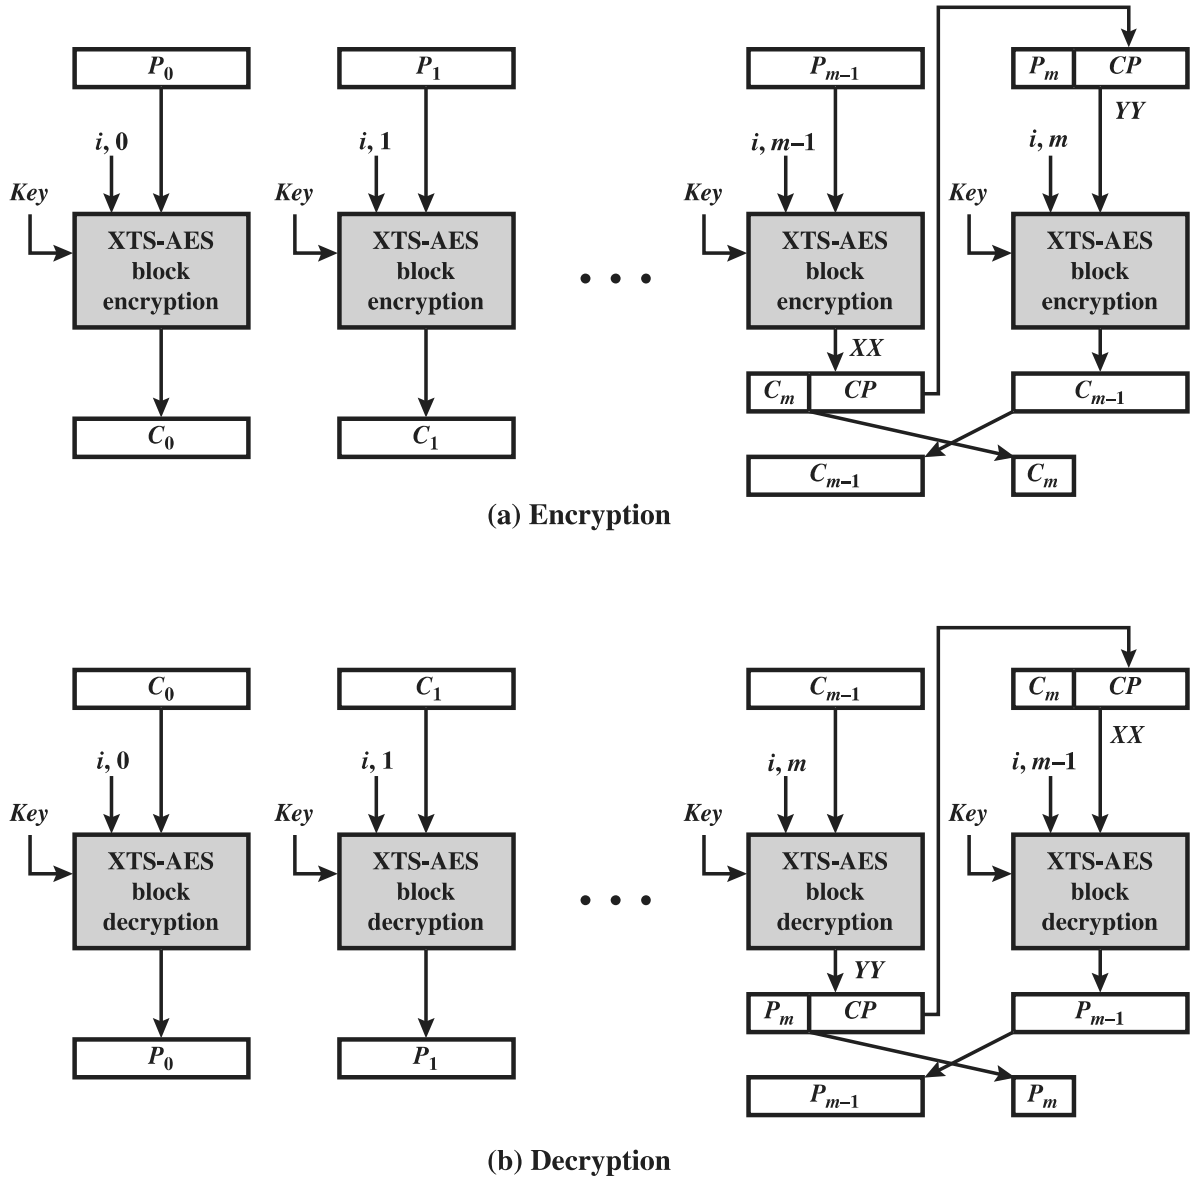 P0 P1 Pm–1 Pm CP
YY
i, 0 i, 1 i, m–1 i, m
Key Key Key Key
XTS-AES XTS-AES XTS-AES XTS-AES
block block block block
encryption encryption encryption encryption
XX
Cm CP Cm–1
C0 C1 Cm–1 Cm
(a) Encryption
C0 C1 Cm–1 Cm CP
XX
i, 0 i, 1 i, m i, m–1
Key Key Key Key
XTS-AES XTS-AES XTS-AES XTS-AES
block block block block
decryption decryption decryption decryption
YY
Pm CP Pm–1
P0 P1 Pm–1 Pm
(b) Decryption